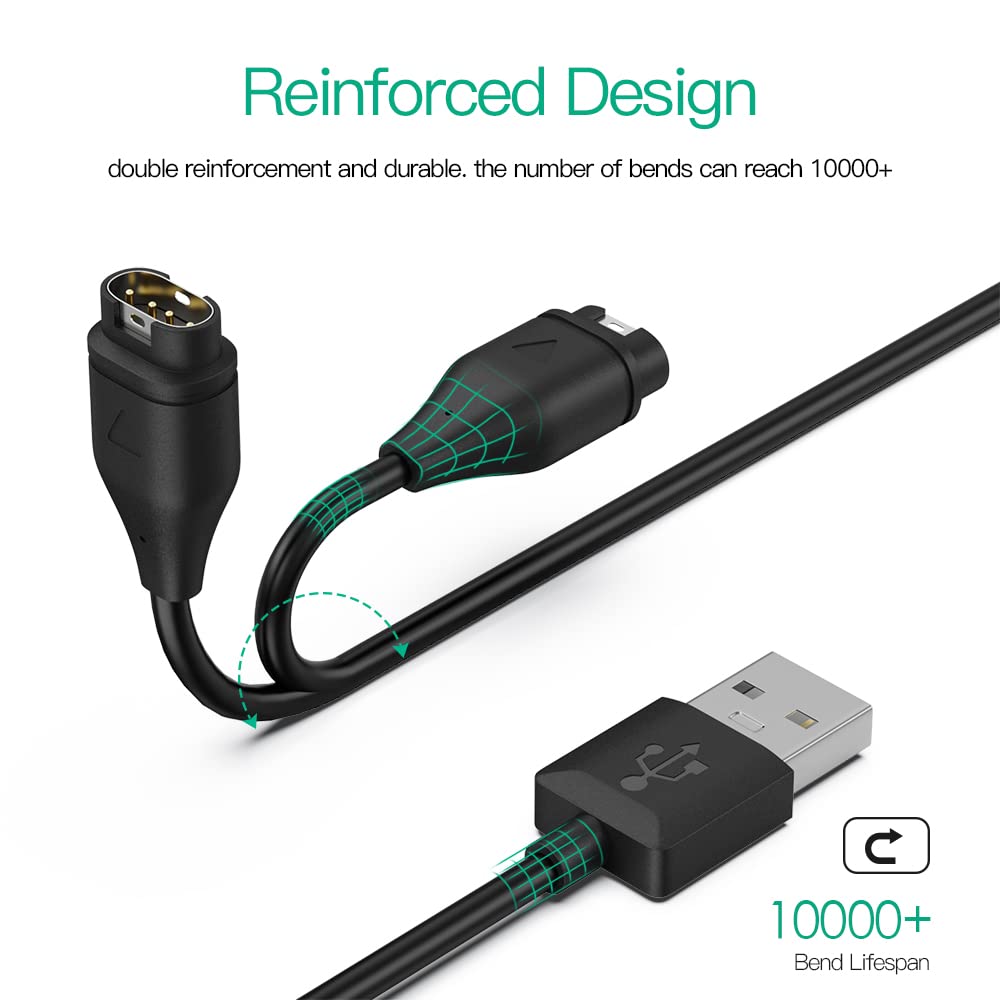 Reinforced Design
double reinforcement and durable. the number of bends can reach 10000+
10000+
Bend Lifespan